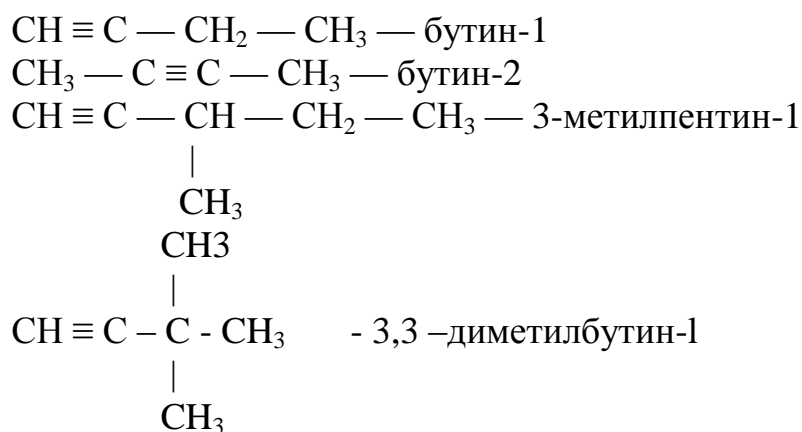 CH ≡ C — CH₂ — CH₃ — бутин-1
CH₃ — C ≡ C — CH₃ — бутин-2
CH ≡ C — CH — CH₂ — CH₃ — 3-метилпентин-1
|
CH₃
CH3
|
CH ≡ C – C - CH₃ - 3,3 –диметилбутин-l
|
CH₃